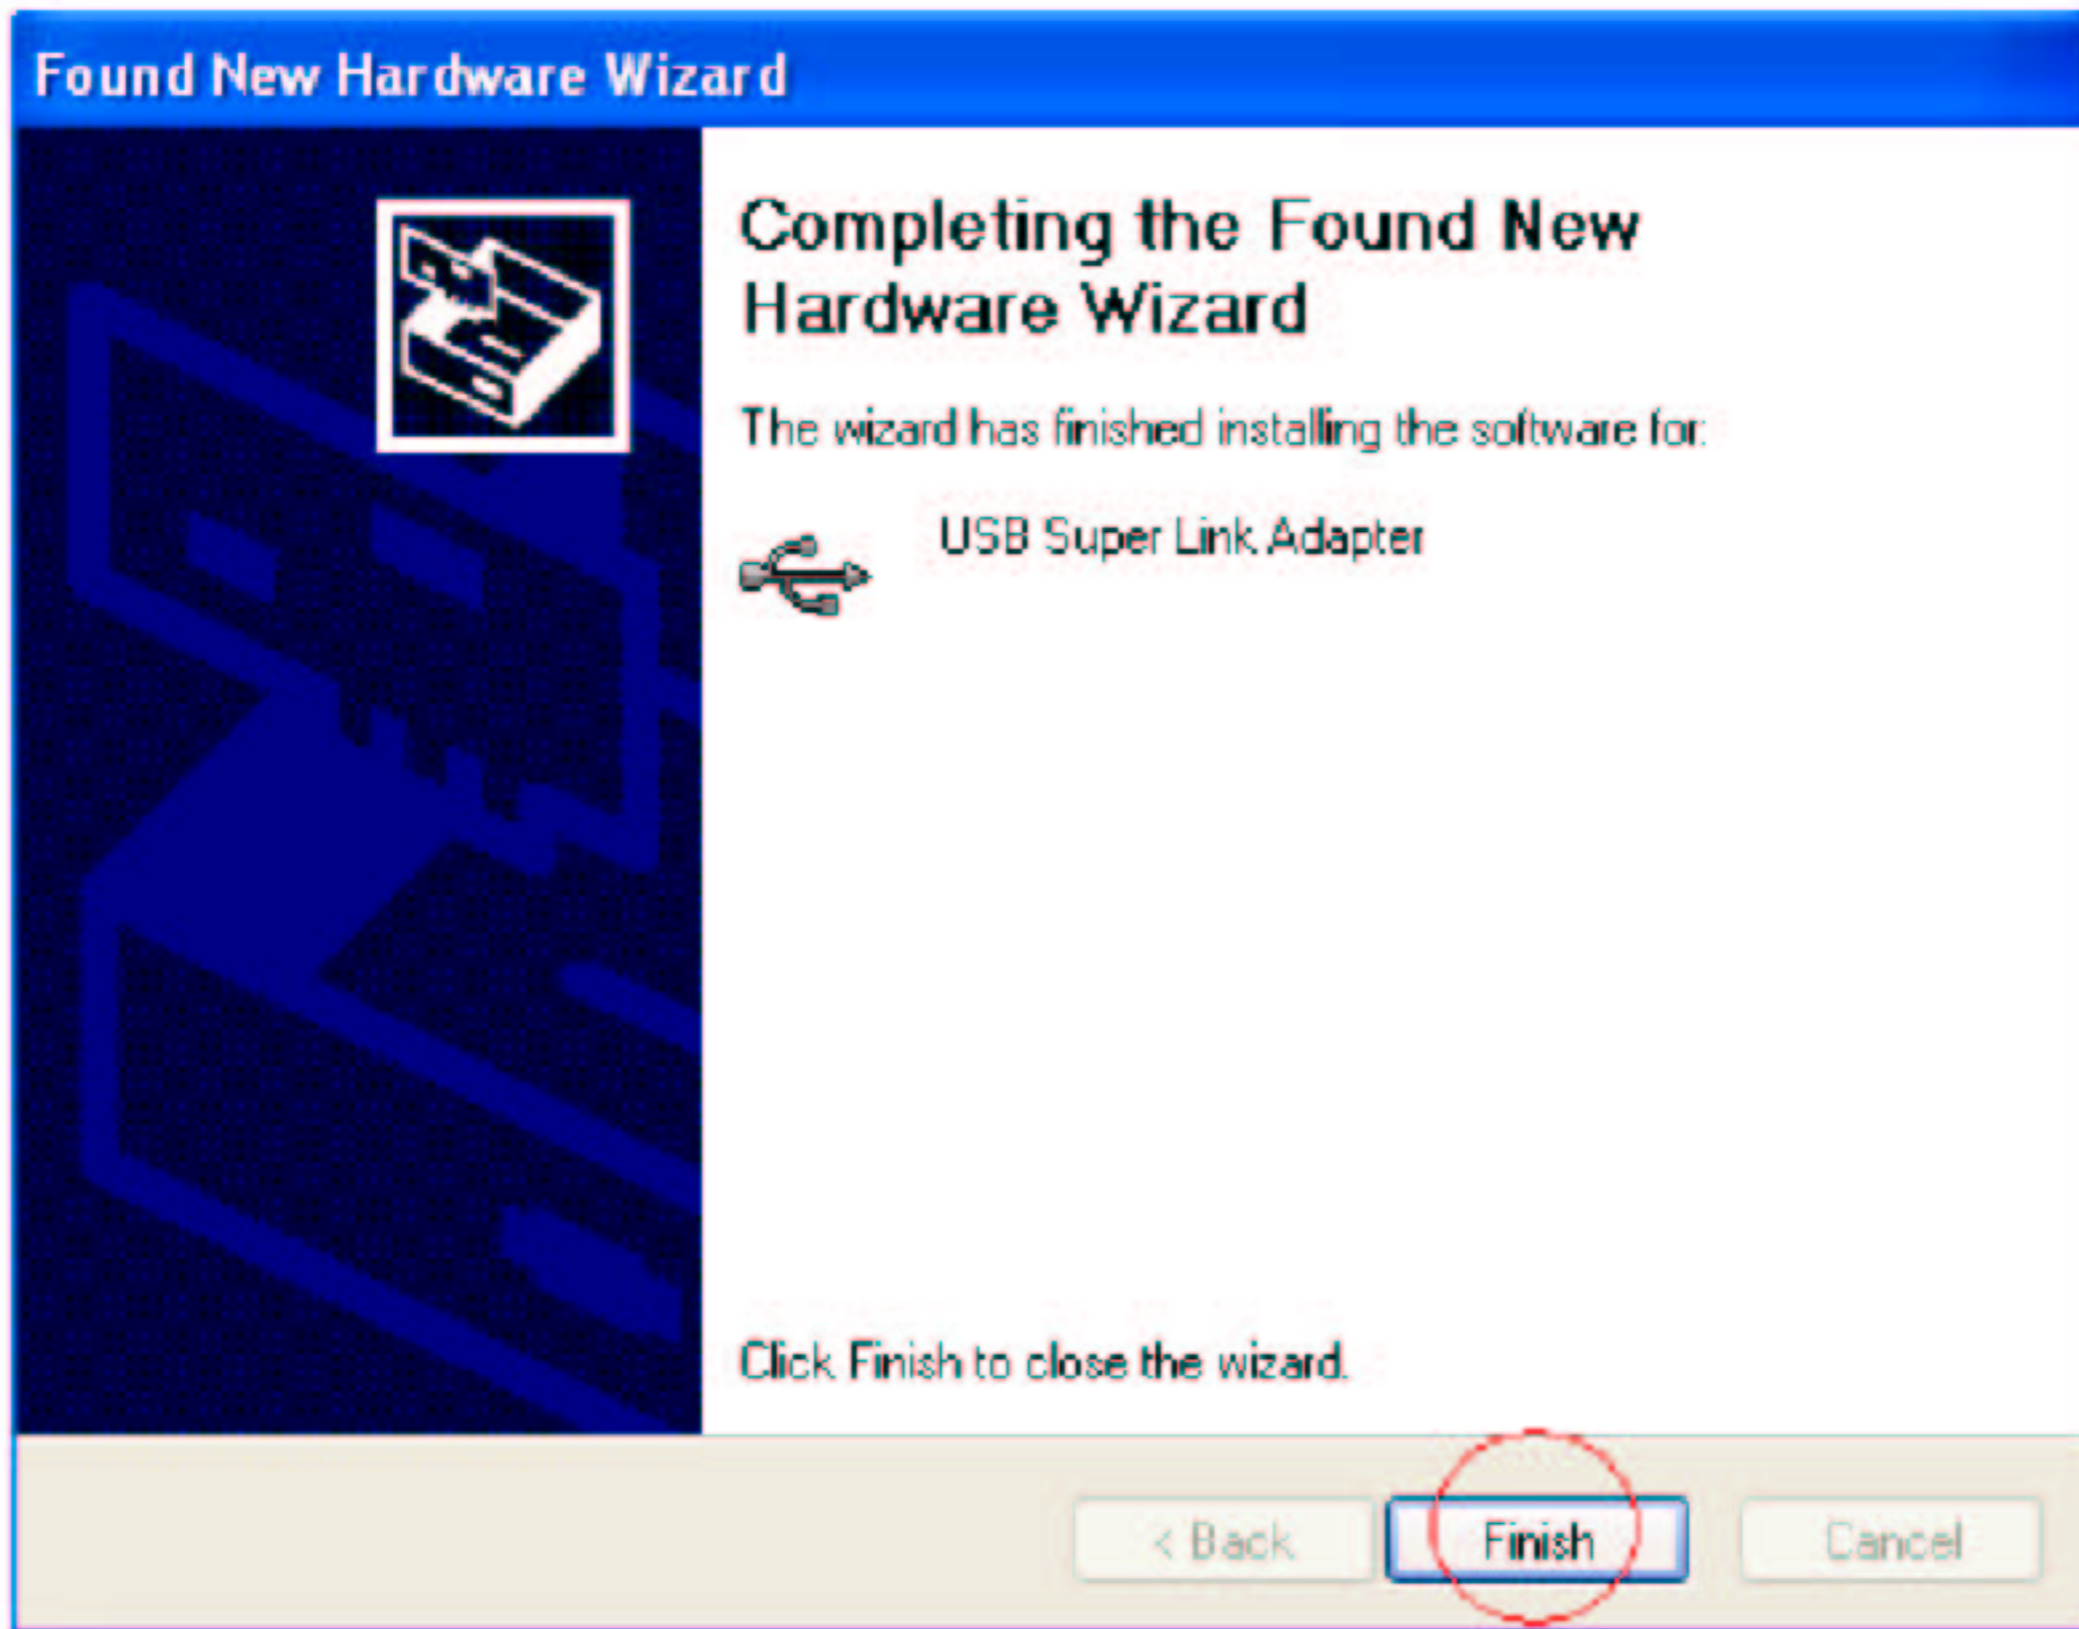 Found New Hardware Wizard
Completing the Found New
Hardware Wizard
The wizard has finished installing the software for:
USB Super Link Adapter
Click Finish to close the wizard.
< Back
Finish
Cancel